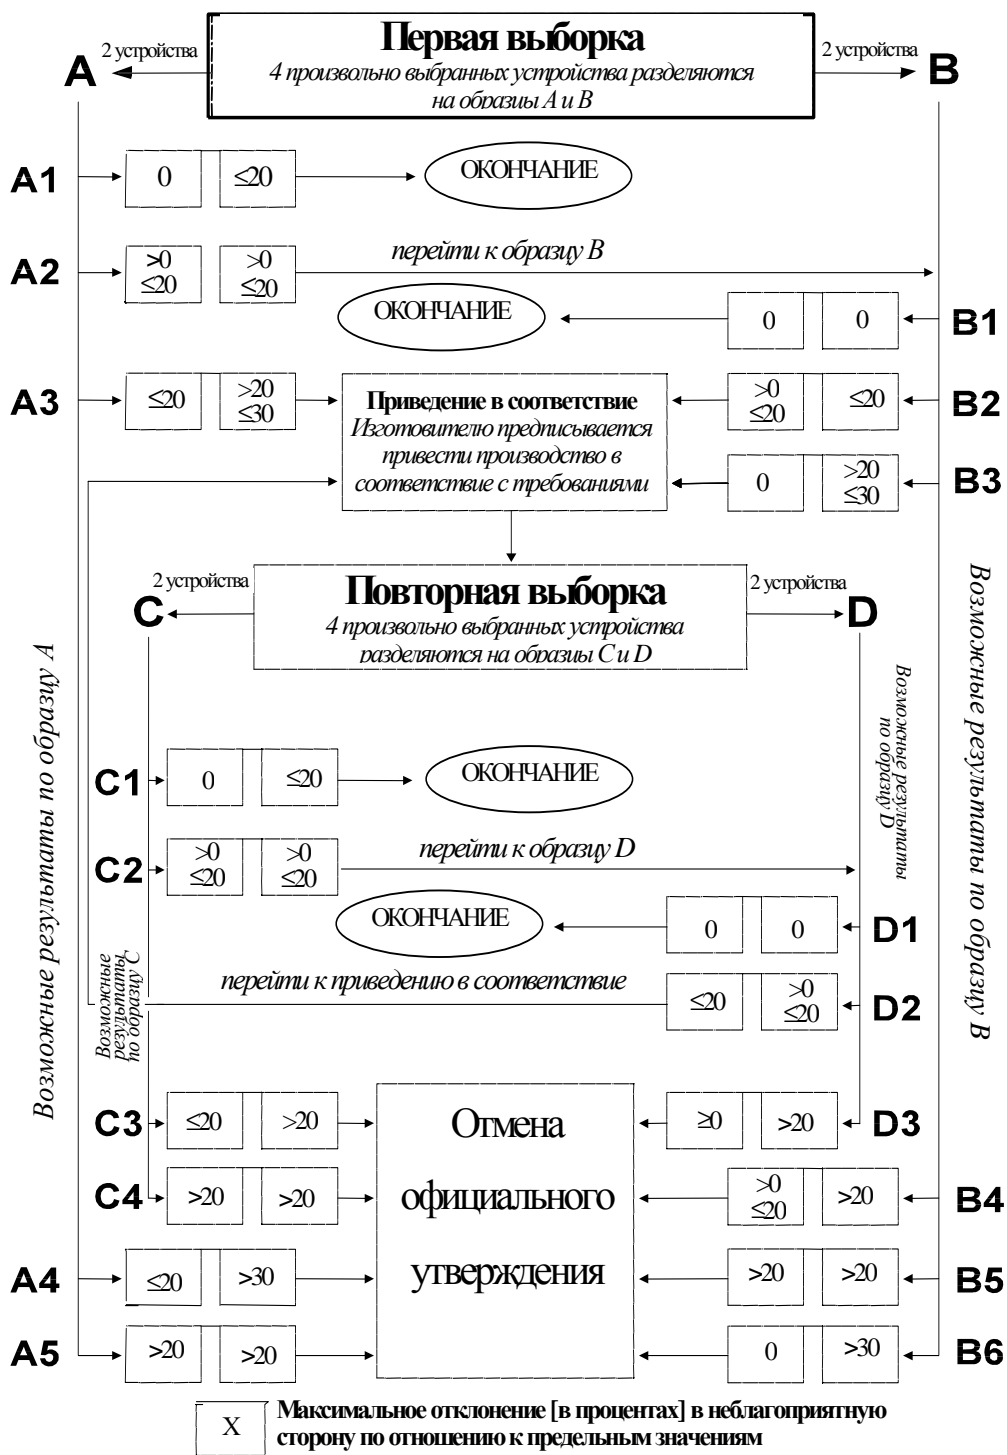 Первая выборка
4 произвольно выбранных устройства разделяются
на образцы A и B
2 устройства
2 устройства
A
B
A1
0
≤20
ОКОНЧАНИЕ
A2
>0
≤20
>0
≤20
перейти к образцу B
ОКОНЧАНИЕ
0
0
B1
A3
≤20
>20
≤30
Приведение в соответствие
Изготовителю предписывается
привести производство в
соответствие с требованиями
>0
≤20
≤20
B2
0
>20
≤30
B3
2 устройства
2 устройства
C
D
Повторная выборка
4 произвольно выбранных устройства
разделяются на образцы C и D
Возможные результаты по образцу A
Возможные результаты по образцу B
Возможные результаты
по образцу D
C1
0
≤20
ОКОНЧАНИЕ
C2
>0
≤20
>0
≤20
перейти к образцу D
ОКОНЧАНИЕ
0
0
D1
Возможные
результаты,
по образцу C
перейти к приведению в соответствие
≤20
>0
≤20
D2
C3
≤20
>20
Отмена
официального
утверждения
≥0
>20
D3
C4
>20
>20
>0
≤20
>20
B4
A4
≤20
>30
>20
>20
B5
A5
>20
>20
0
>30
B6
X
Максимальное отклонение [в процентах] в неблагоприятную
сторону по отношению к предельным значениям